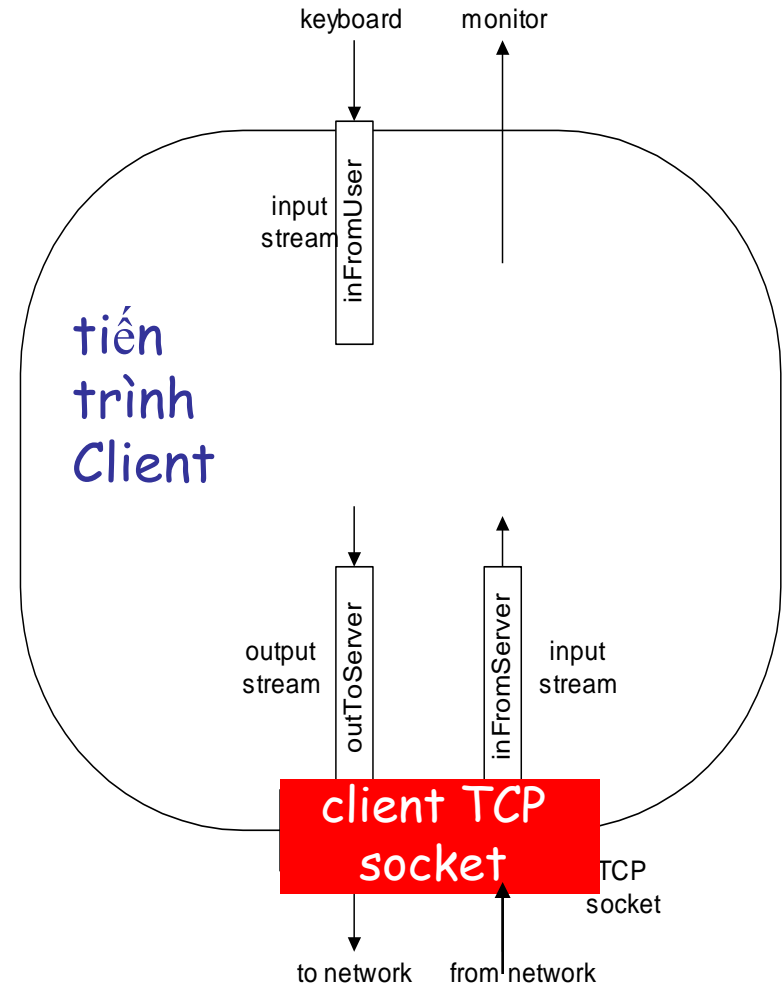 keyboard
monitor
input
stream
inFromUser
tiến
trình
Client
output
stream
outToServer
inFromServer
input
stream
client TCP
socket
TCP
socket
to network
from network